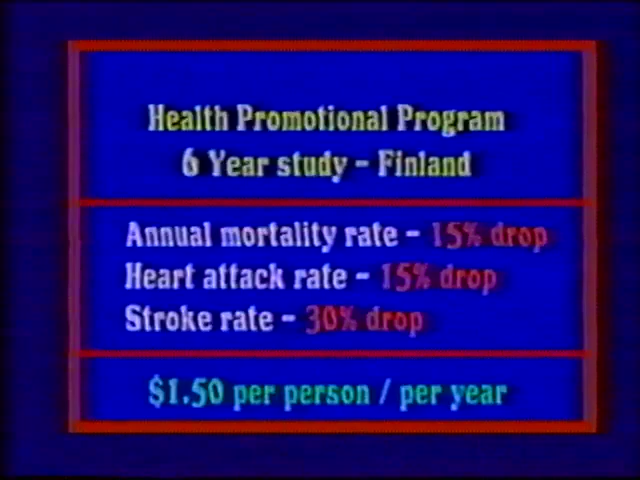 Health Promotional Program
6 Year study - Finland
Annual mortality rate - 15% drop
Heart attack rate - 15% drop
Stroke rate - 30% drop
$1.50 per person / per year